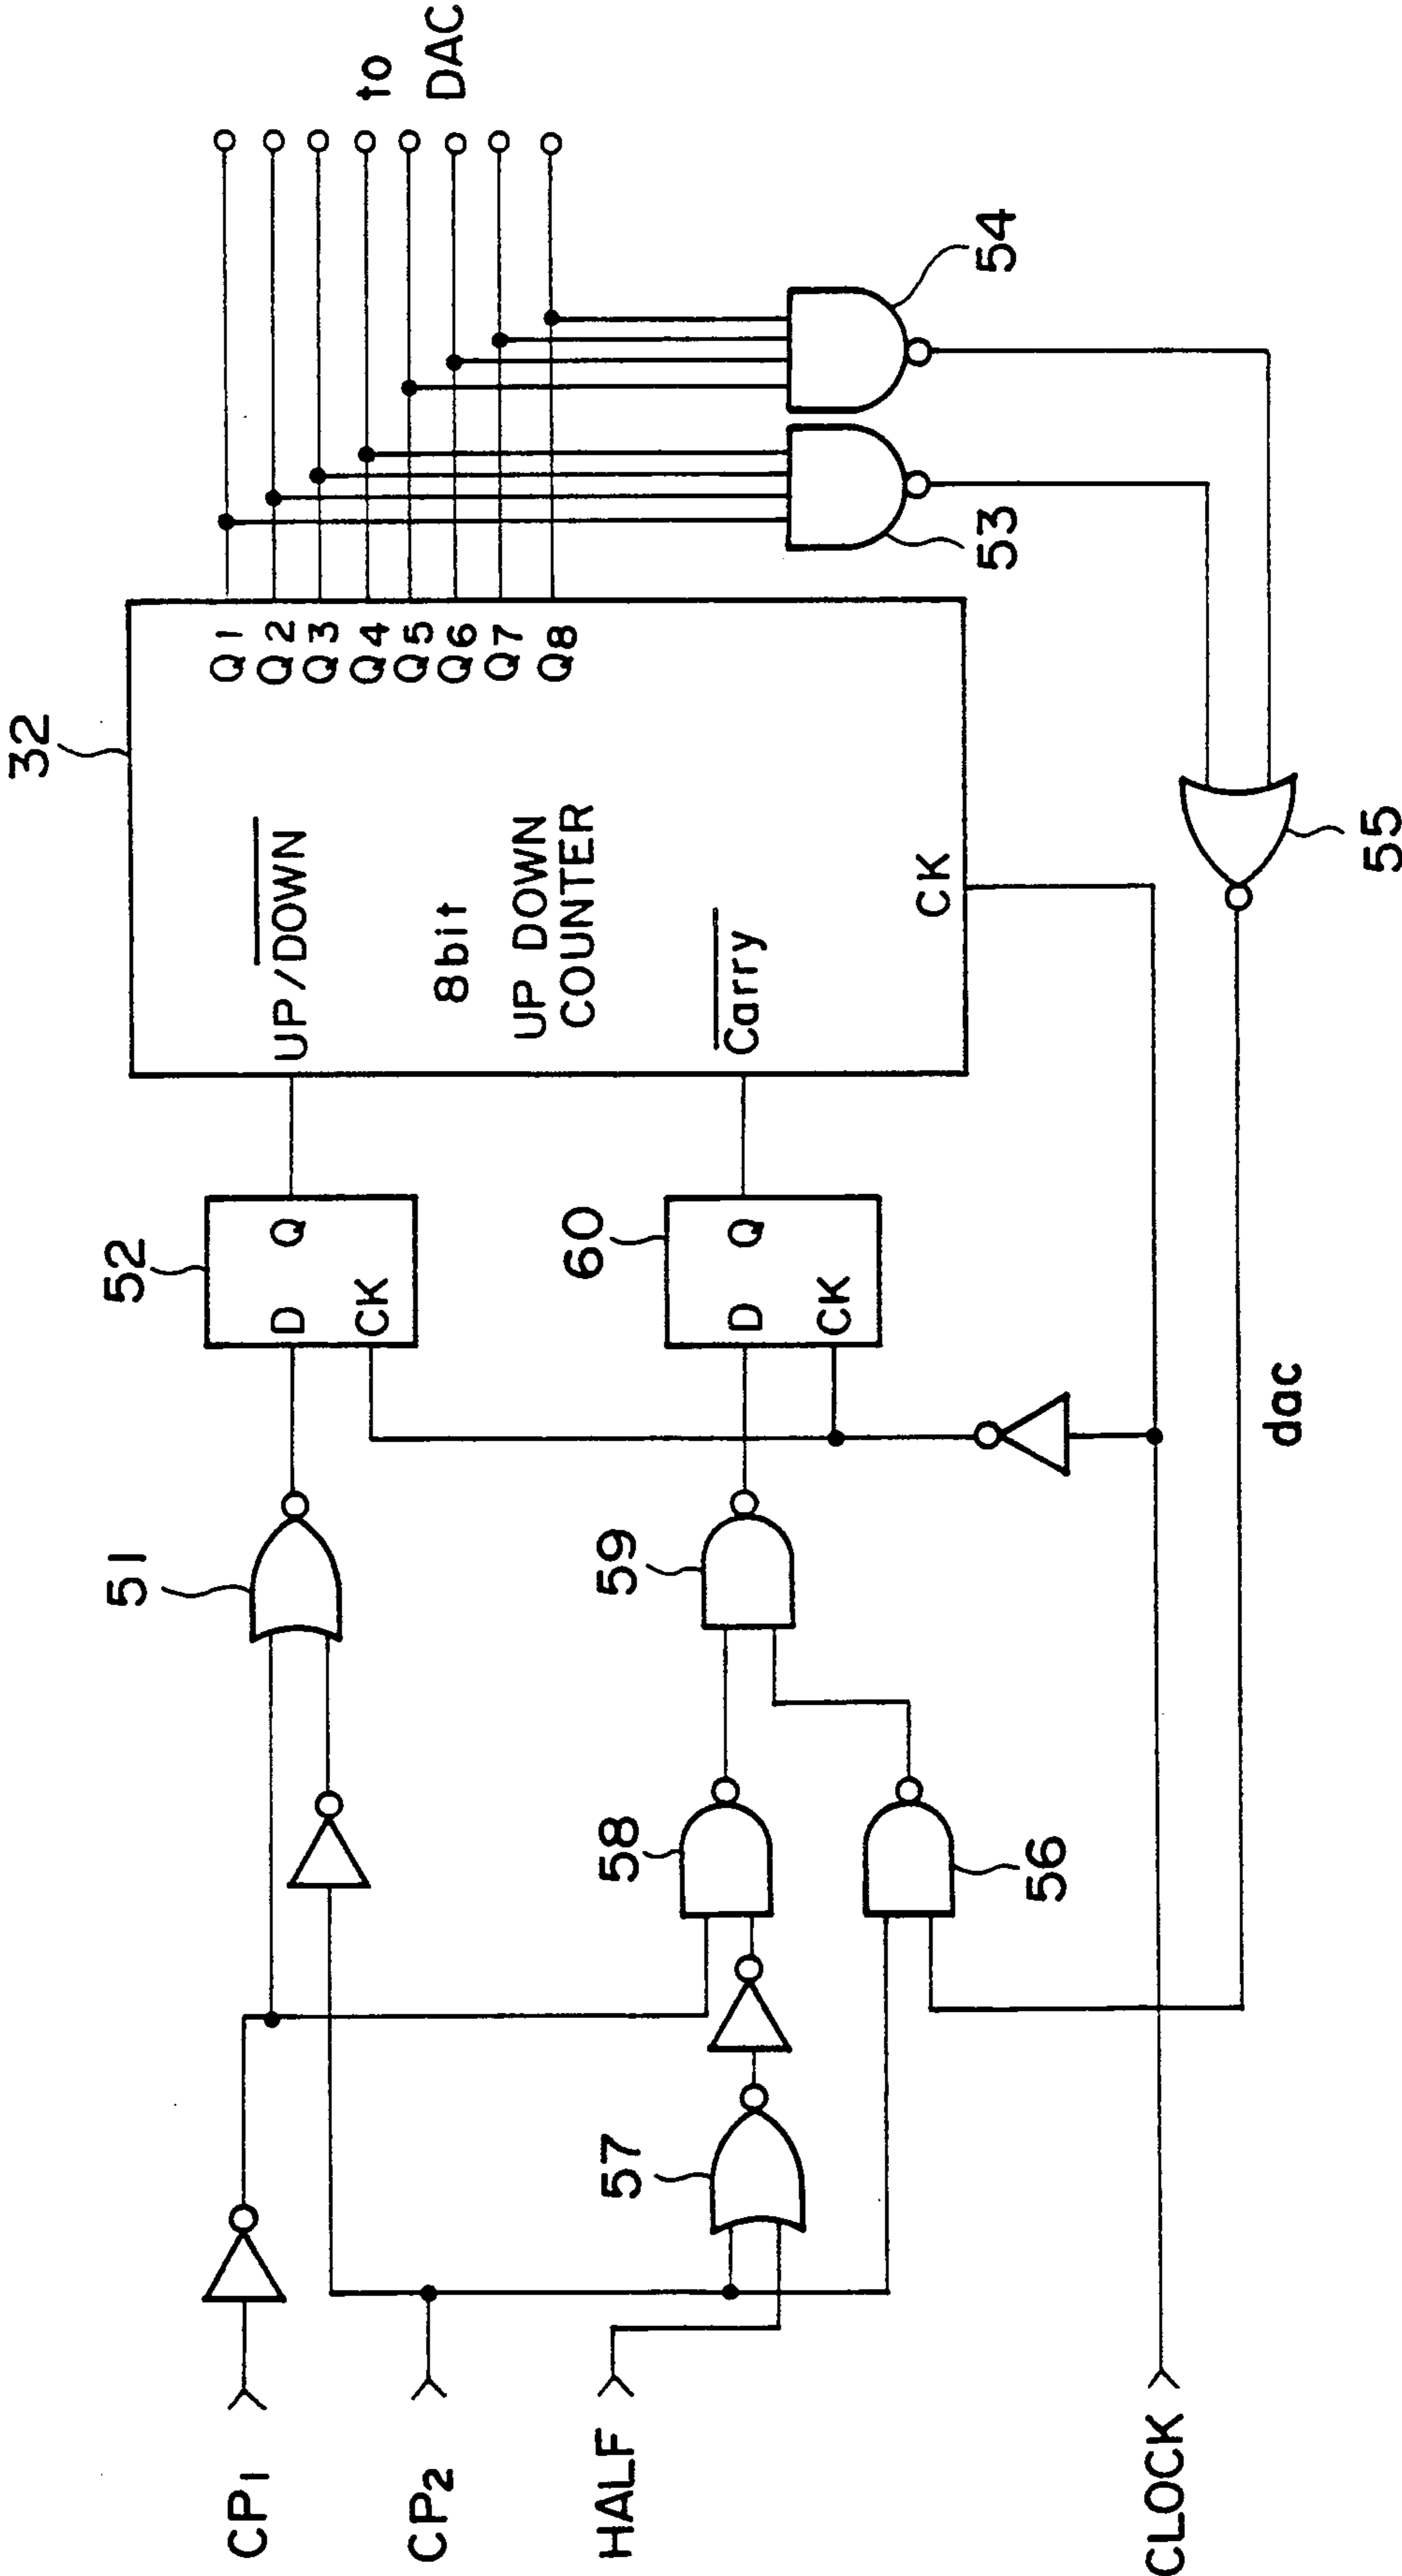 CP1
CP2
HALF
CLOCK
51
52
D
Q
CK
57
58
56
59
60
D
Q
CK
32
UP/DOWN
8bit
UP DOWN
COUNTER
Carry
CK
Q1
Q2
Q3
Q4
Q5
Q6
Q7
Q8
to
DAC
53
54
55
dac